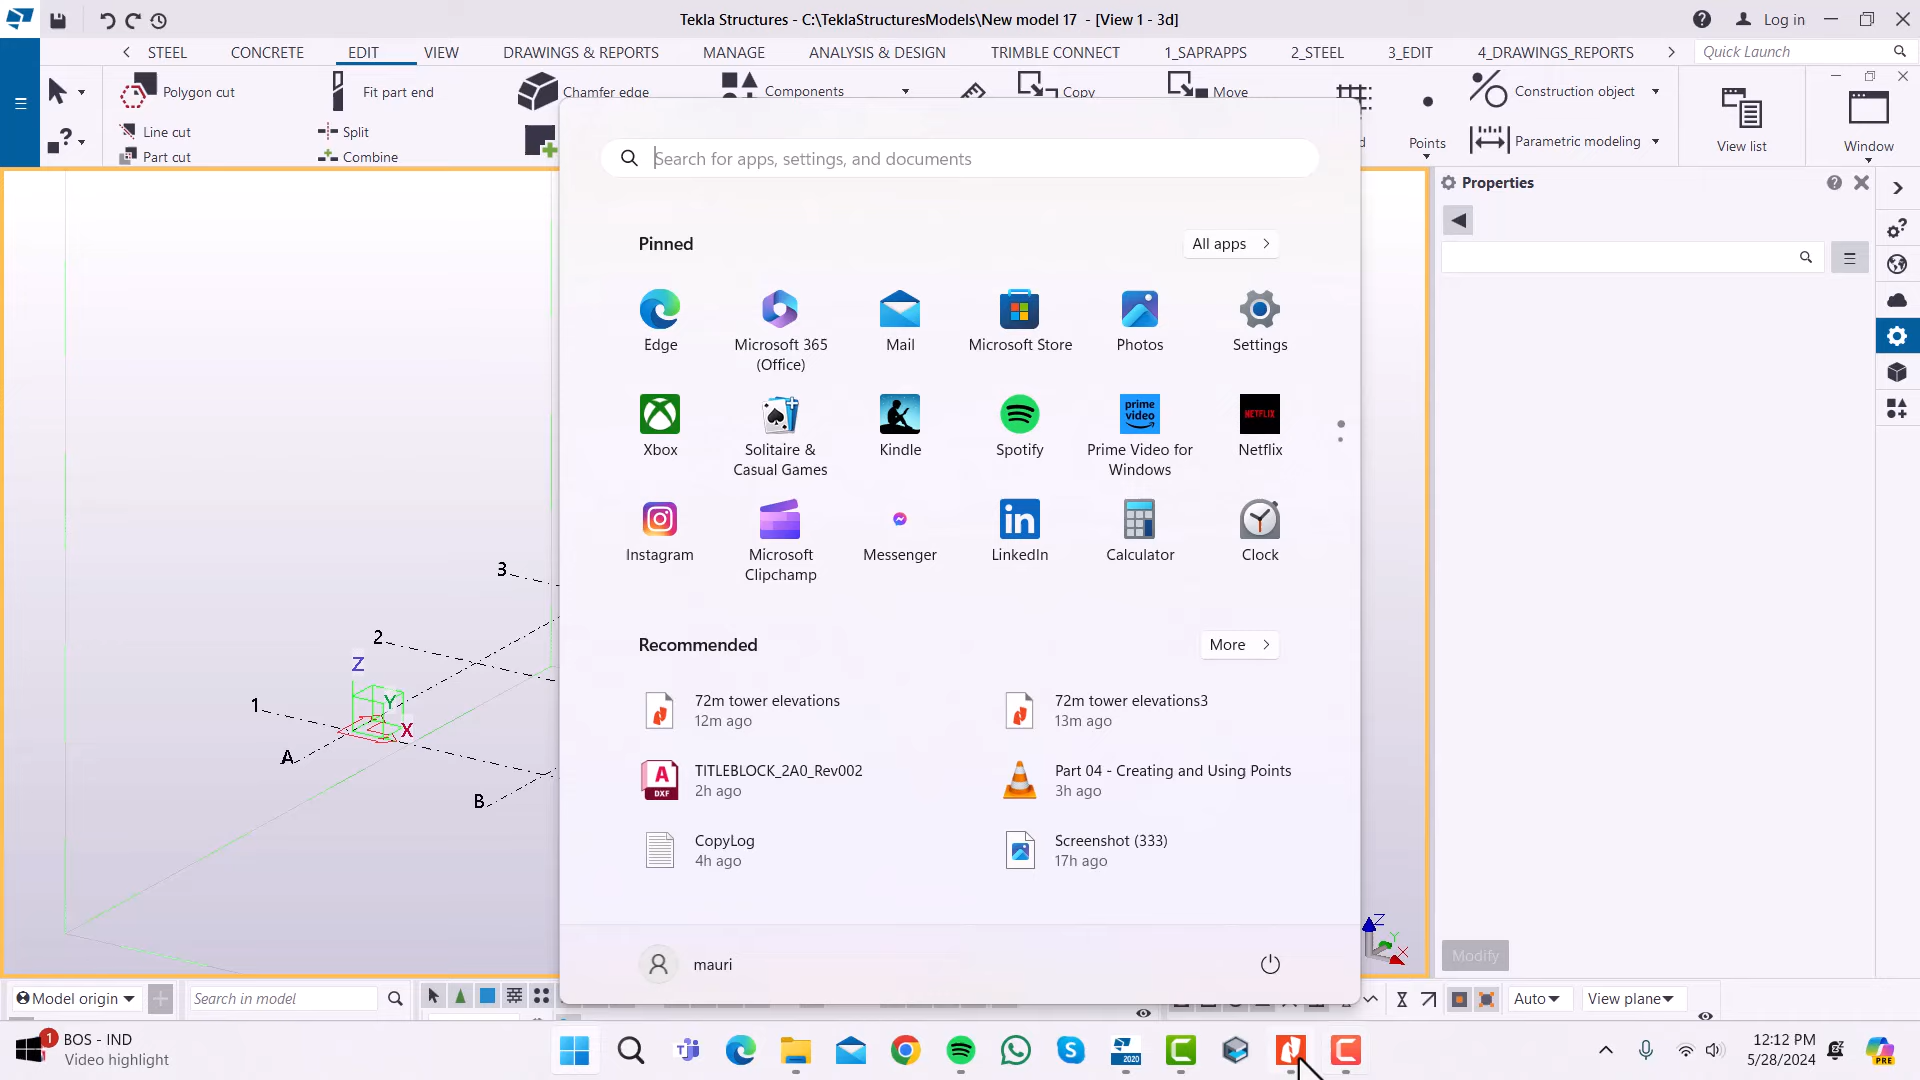 Tekla Structures - C:\TeklaStructuresModels\New model 17 - [View 1 - 3d]
Log in
STEEL
CONCRETE
EDIT
VIEW
DRAWINGS & REPORTS
MANAGE
ANALYSIS & DESIGN
TRIMBLE CONNECT
1_SAPRAPPS
2_STEEL
3_EDIT
4_DRAWINGS_REPORTS
Quick Launch
Polygon cut
Fit part end
Chamfer edge
Components
Copy
Move
Construction object
Line cut
Split
Points
Parametric modeling
View list
Window
Part cut
Combine
Search for apps, settings, and documents
Properties
Pinned
All apps
Edge
Microsoft 365
(Office)
Mail
Microsoft Store
Photos
Settings
Xbox
Solitaire &
Casual Games
Kindle
Spotify
prime
video
Prime Video for
Windows
NETFLIX
Netflix
Instagram
Microsoft
Clipchamp
Messenger
LinkedIn
Calculator
Clock
3
2
Z
Y
X
1
A
B
Recommended
More
72m tower elevations
12m ago
72m tower elevations3
13m ago
TITLEBLOCK_2A0_Rev002
2h ago
Part 04 - Creating and Using Points
3h ago
CopyLog
4h ago
Screenshot (333)
17h ago
mauri
Z
Y
X
Modify
Model origin
Search in model
Auto
View plane
1
BOS - IND
Video highlight
2020
12:12 PM
5/28/2024
PRE